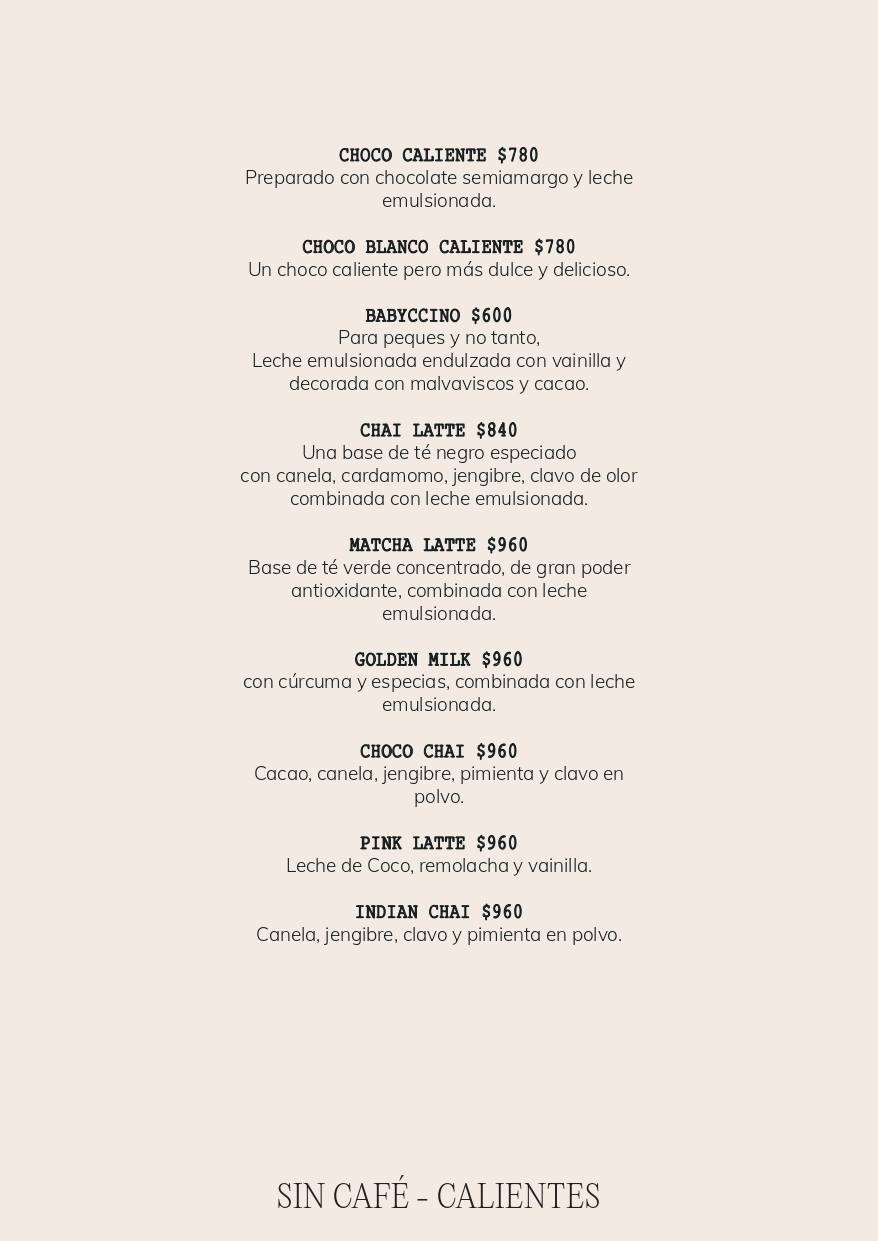 CHOCO CALIENTE $780
Preparado con chocolate semiamargo y leche
emulsionada.
CHOCO BLANCO CALIENTE $780
Un choco caliente pero más dulce y delicioso.
BABYCCINO $600
Para peques y no tanto,
Leche emulsionada endulzada con vainilla y
decorada con malvaviscos y cacao.
CHAI LATTE $840
Una base de té negro especiado
con canela, cardamomo, jengibre, clavo de olor
combinada con leche emulsionada.
MATCHA LATTE $960
Base de té verde concentrado, de gran poder
antioxidante, combinada con leche
emulsionada.
GOLDEN MILK $960
con cúrcuma y especias, combinada con leche
emulsionada.
CHOCO CHAI $960
Cacao, canela, jengibre, pimienta y clavo en
polvo.
PINK LATTE $960
Leche de Coco, remolacha y vainilla.
INDIAN CHAI $960
Canela, jengibre, clavo y pimienta en polvo.
SIN CAFÉ - CALIENTES